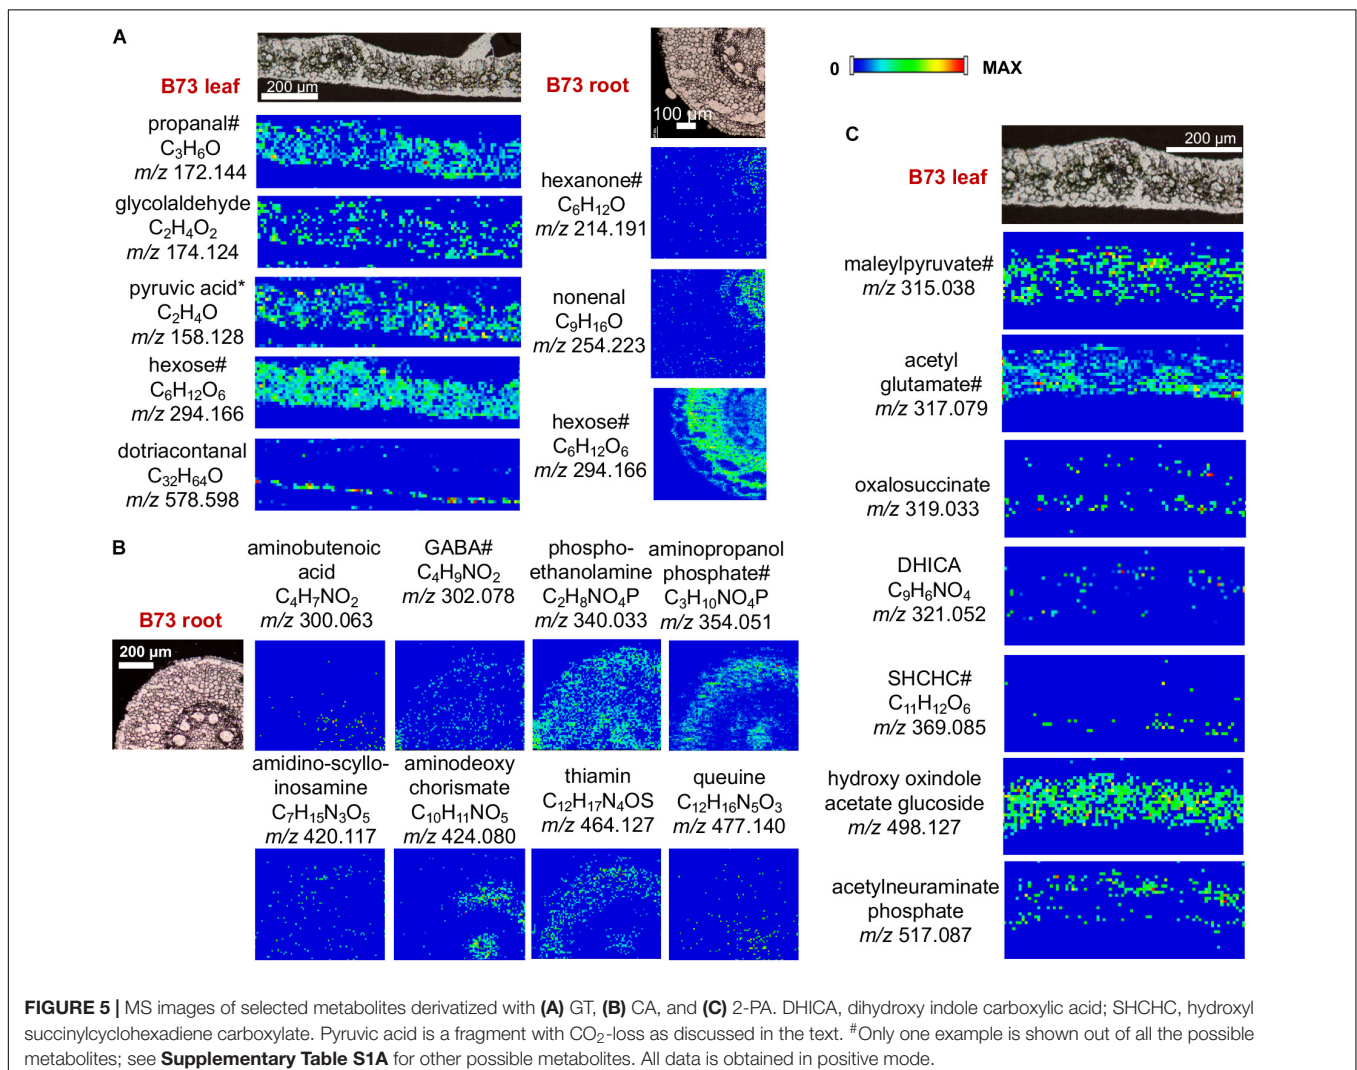 A
B73 leaf
200 µm
propanal#
C₃H₆O
m/z 172.144
glycolaldehyde
C₂H₄O₂
m/z 174.124
pyruvic acid*
C₂H₄O
m/z 158.128
hexose#
C₆H₁₂O₆
m/z 294.166
dotriacontanal
C₃₂H₆₄O
m/z 578.598
B73 root
100 µm
hexanone#
C₆H₁₂O
m/z 214.191
nonenal
C₉H₁₆O
m/z 254.223
hexose#
C₆H₁₂O₆
m/z 294.166
0 MAX
B
B73 root
200 µm
aminobutenoic
acid
C₄H₇NO₂
m/z 300.063
GABA#
C₄H₉NO₂
m/z 302.078
phospho-
ethanolamine
C₂H₈NO₄P
m/z 340.033
aminopropanol
phosphate#
C₃H₁₀NO₄P
m/z 354.051
amidino-scyllo-
inosamine
C₇H₁₅N₃O₅
m/z 420.117
aminodeoxy
chorismate
C₁₀H₁₁NO₅
m/z 424.080
thiamin
C₁₂H₁₇N₄OS
m/z 464.127
queuine
C₁₂H₁₆N₅O₃
m/z 477.140
C
B73 leaf
200 µm
maleylpyruvate#
m/z 315.038
acetyl
glutamate#
m/z 317.079
oxalosuccinate
m/z 319.033
DHICA
C₉H₆NO₄
m/z 321.052
SHCHC#
C₁₁H₁₂O₆
m/z 369.085
hydroxy oxindole
acetate glucoside
m/z 498.127
acetylneuraminate
phosphate
m/z 517.087
FIGURE 5 | MS images of selected metabolites derivatized with (A) GT, (B) CA, and (C) 2-PA. DHICA, dihydroxy indole carboxylic acid; SHCHC, hydroxyl
succinylcyclohexadiene carboxylate. Pyruvic acid is a fragment with CO₂-loss as discussed in the text. #Only one example is shown out of all the possible
metabolites; see Supplementary Table S1A for other possible metabolites. All data is obtained in positive mode.